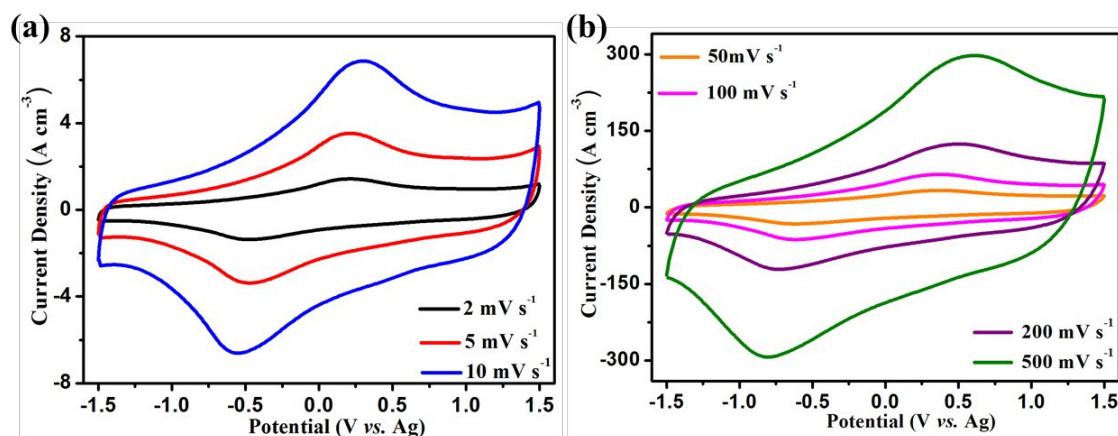 (a)
8
4
0
-4
-8
Current Density (A cm⁻³)
2 mV s⁻¹
5 mV s⁻¹
10 mV s⁻¹
-1.5 -1.0 -0.5 0.0 0.5 1.0 1.5
Potential (V vs. Ag)
(b)
300
150
0
-150
-300
Current Density (A cm⁻³)
50mV s⁻¹
100 mV s⁻¹
200 mV s⁻¹
500 mV s⁻¹
-1.5 -1.0 -0.5 0.0 0.5 1.0 1.5
Potential (V vs. Ag)